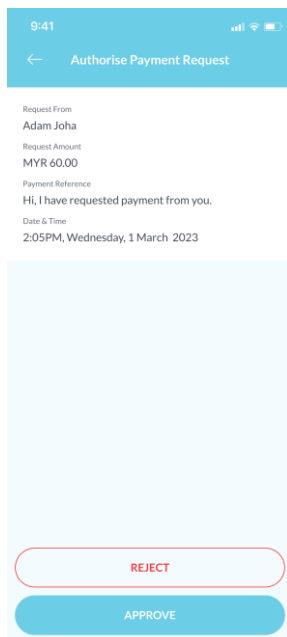 9:41
Authorise Payment Request
Request From
Adam Joha
Request Amount
MYR 60.00
Payment Reference
Hi, I have requested payment from you.
Date & Time
2:05PM, Wednesday, 1 March 2023
REJECT
APPROVE